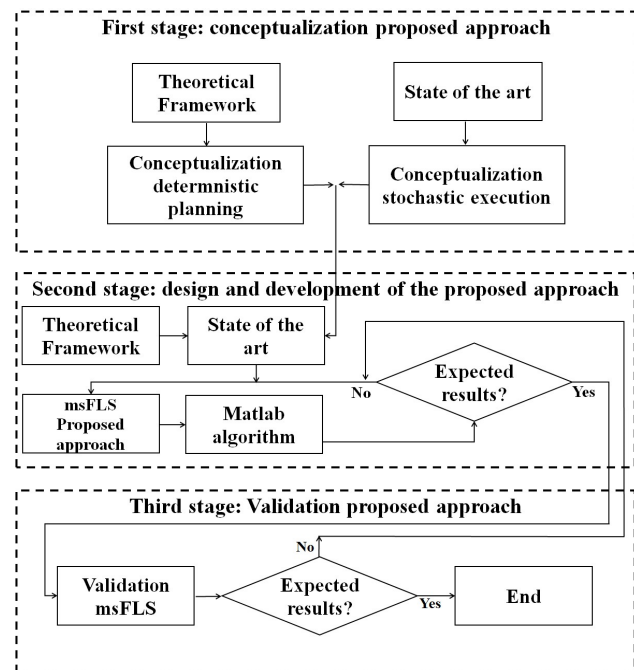 First stage: conceptualization proposed approach
Theoretical
Framework
State of the art
Conceptualization
determnistic
planning
Conceptualization
stochastic execution
Second stage: design and development of the proposed approach
Theoretical
Framework
State of the
art
Expected
results?
No
Yes
msFLS
Proposed
approach
Matlab
algorithm
Third stage: Validation proposed approach
No
Validation
msFLS
Expected
results?
Yes
End